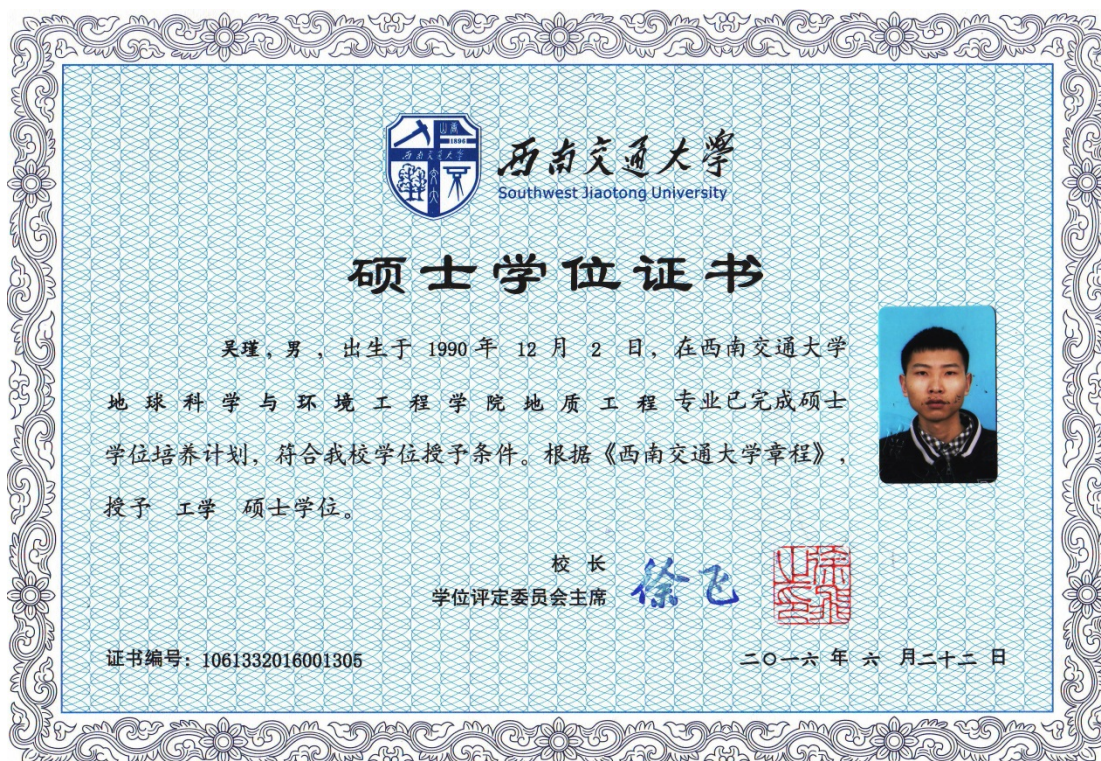 山海
1896
西南交通大学
交大
西南交通大學
Southwest Jiaotong University
硕士学位证书
吴瑾，男，出生于 1990 年 12 月 2 日，在西南交通大学
地球科学与环境工程学院地质工程 专业已完成硕士
学位培养计划，符合我校学位授予条件。根据《西南交通大学章程》，
授予 工学 硕士学位。
校 长
学位评定委员会主席
徐飞
证书编号：1061332016001305
二〇一六 年 六 月二十二 日